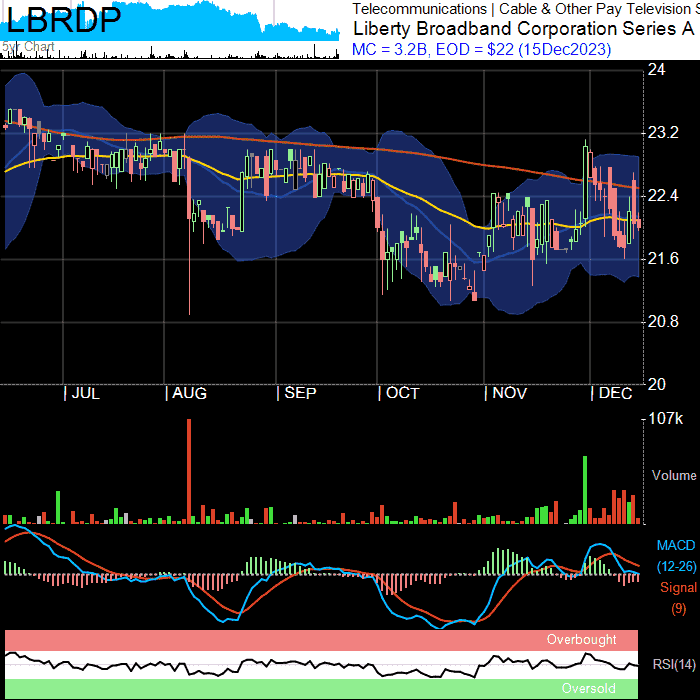 LBRDP
5yr Chart
Telecommunications | Cable & Other Pay Television S
Liberty Broadband Corporation Series A
MC = 3.2B, EOD = $22 (15Dec2023)
24
23.2
22.4
21.6
20.8
20
| JUL | AUG | SEP | OCT | NOV | DEC
107k
Volume
MACD
(12-26)
Signal
(9)
Overbought
RSI(14)
Oversold